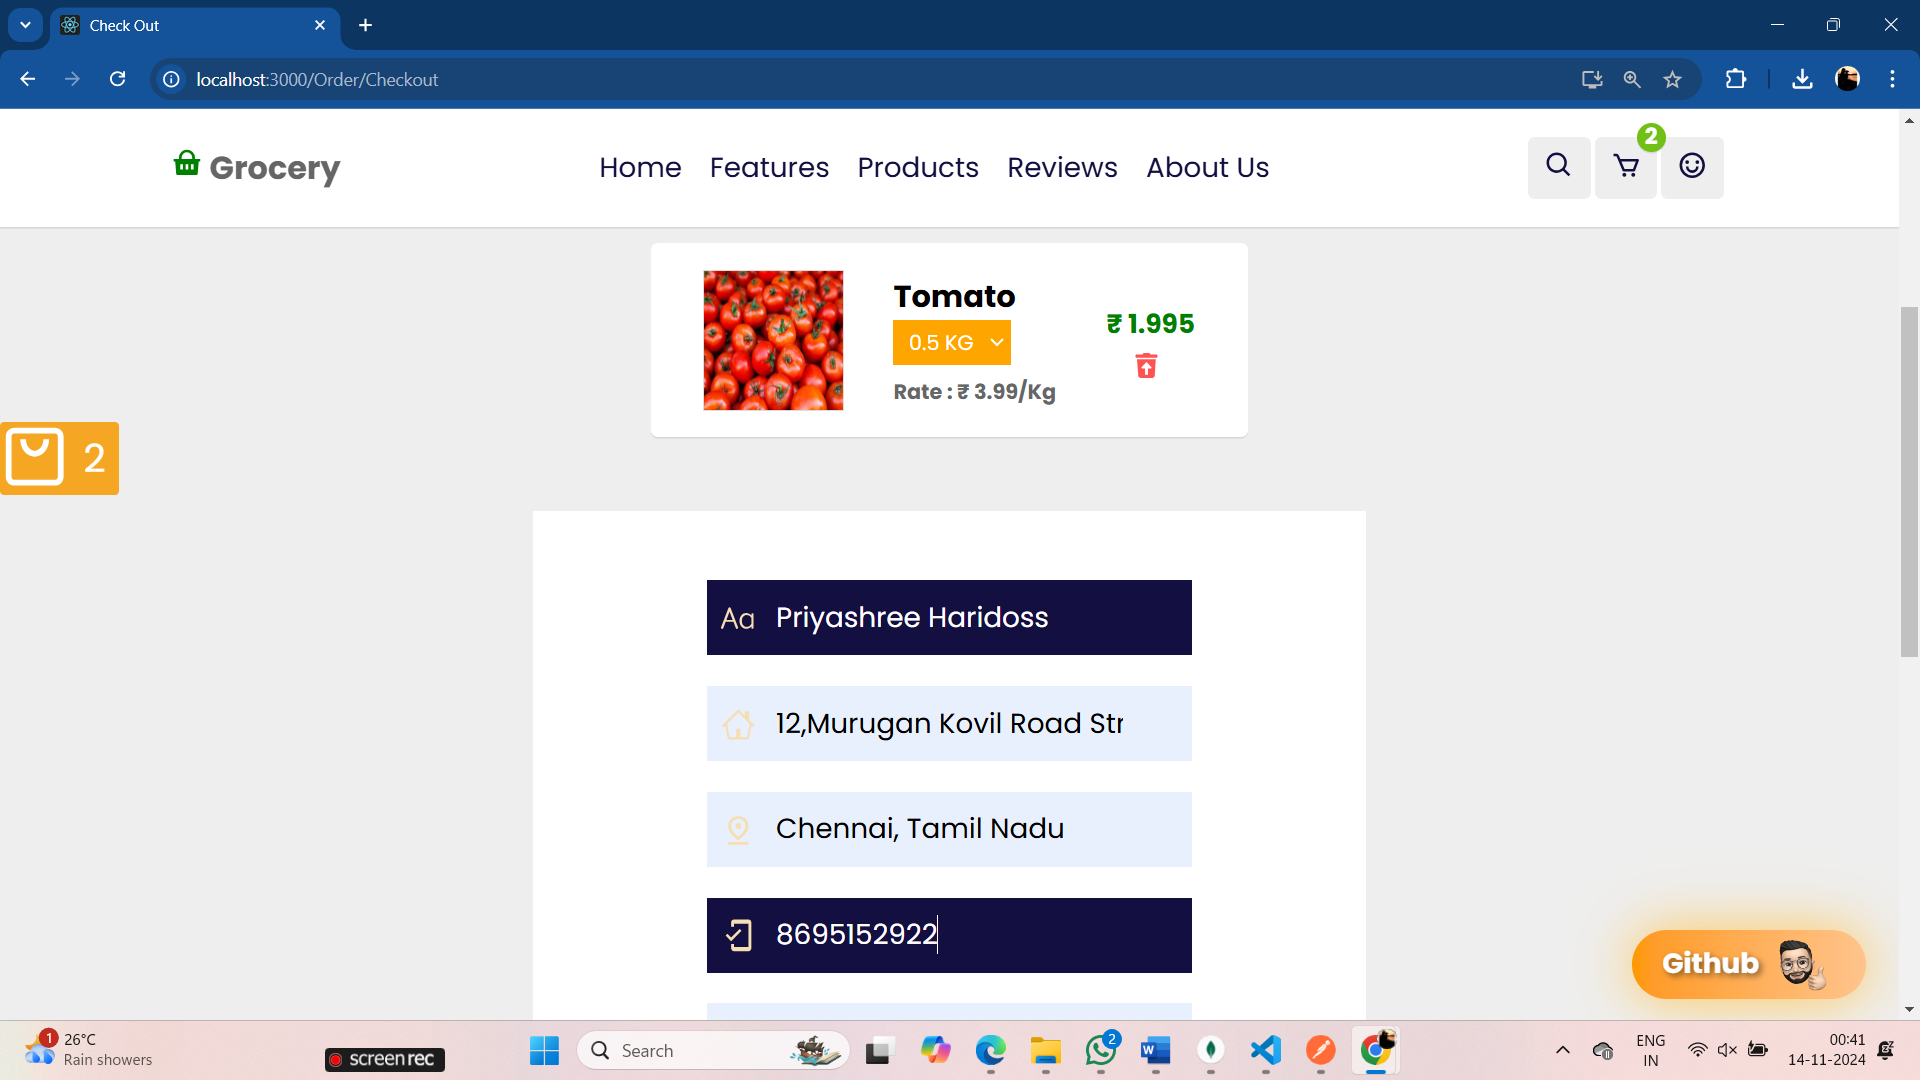 Check Out
localhost:3000/Order/Checkout
Grocery
Home Features Products Reviews About Us
2
Tomato
0.5 KG
₹ 1.995
Rate : ₹ 3.99/Kg
2
Aa Priyashree Haridoss
12,Murugan Kovil Road Str
Chennai, Tamil Nadu
8695152922
Github
1
26°C
Rain showers
screenrec
Search
2
W
ENG
IN
00:41
14-11-2024